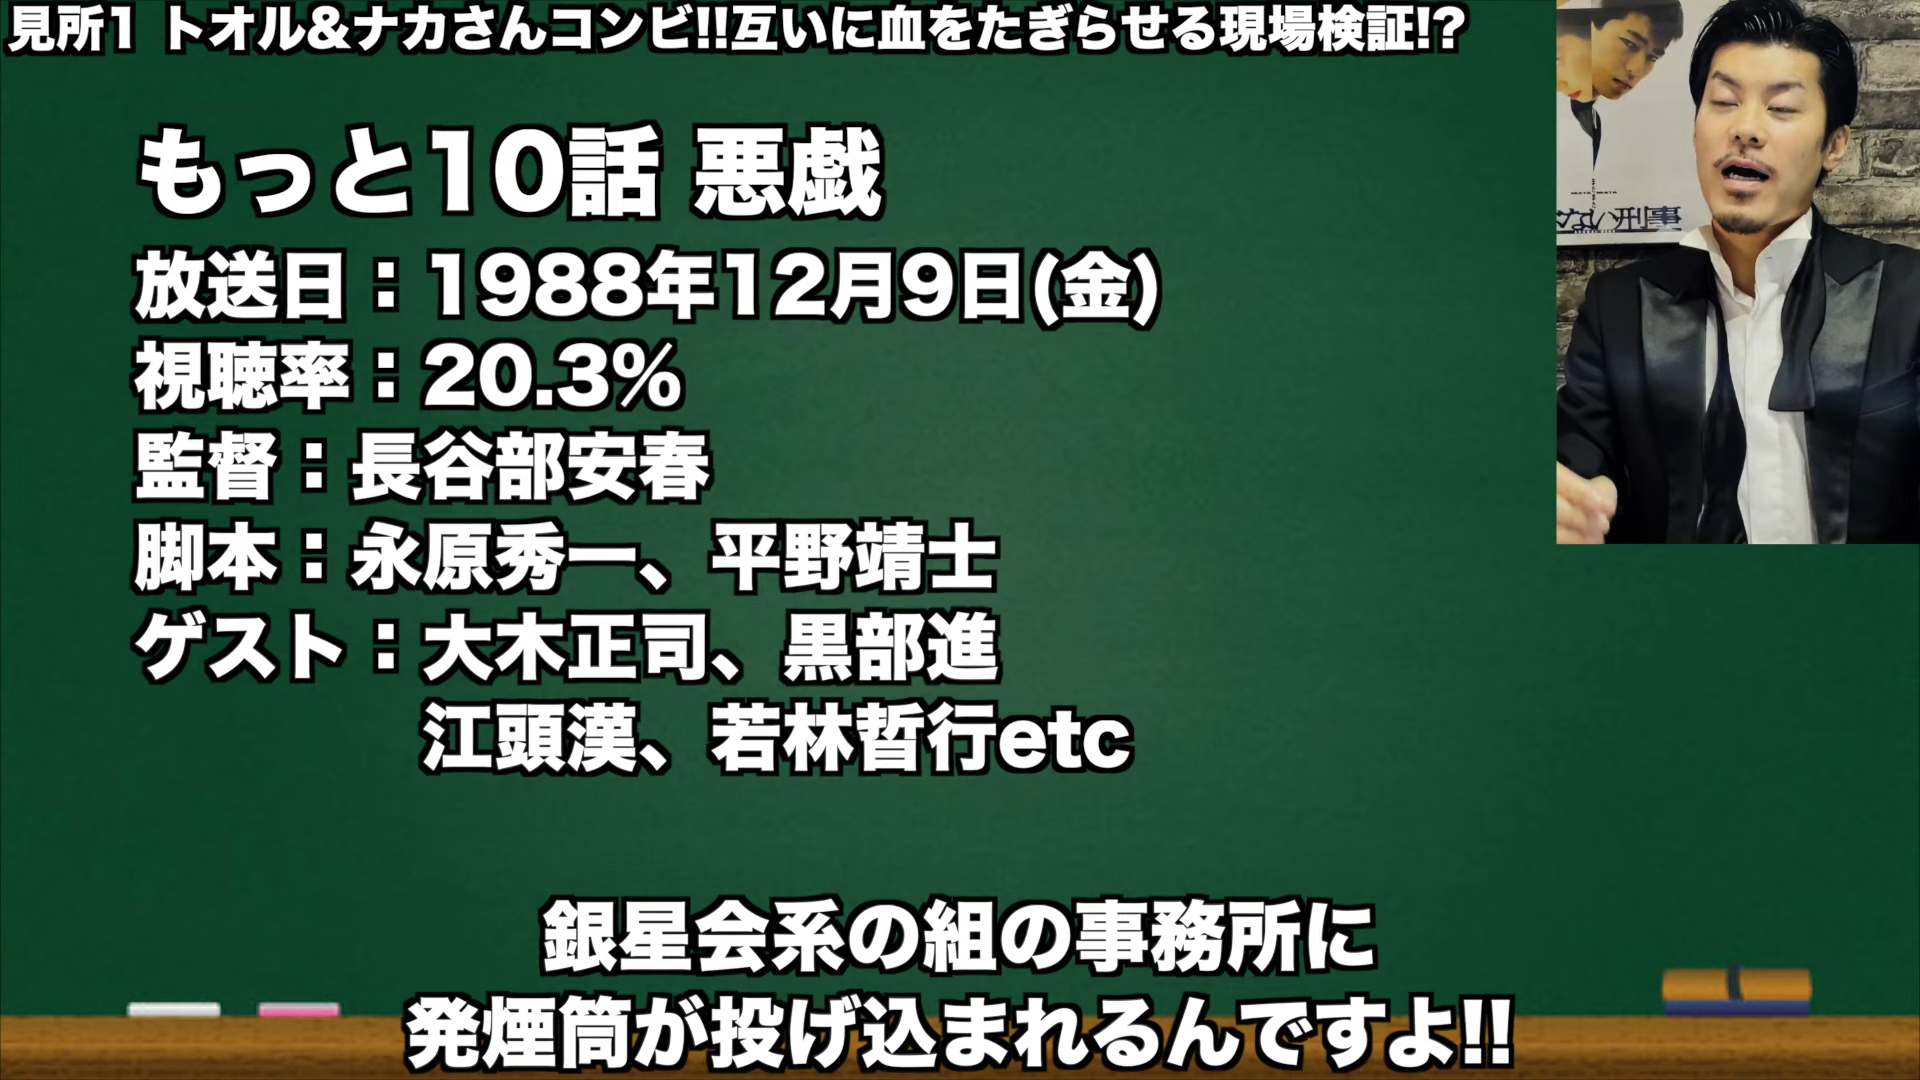 見所1 トオル&ナカさんコンビ!!互いに血をたぎらせる現場検証!?
もっと10話 悪戯
放送日：1988年12月9日(金)
視聴率：20.3%
監督：長谷部安春
脚本：永原秀一、平野靖士
ゲスト：大木正司、黒部進
江頭漢、若林哲行etc
ない刑事
銀星会系の組の事務所に
発煙筒が投げ込まれるんですよ!!